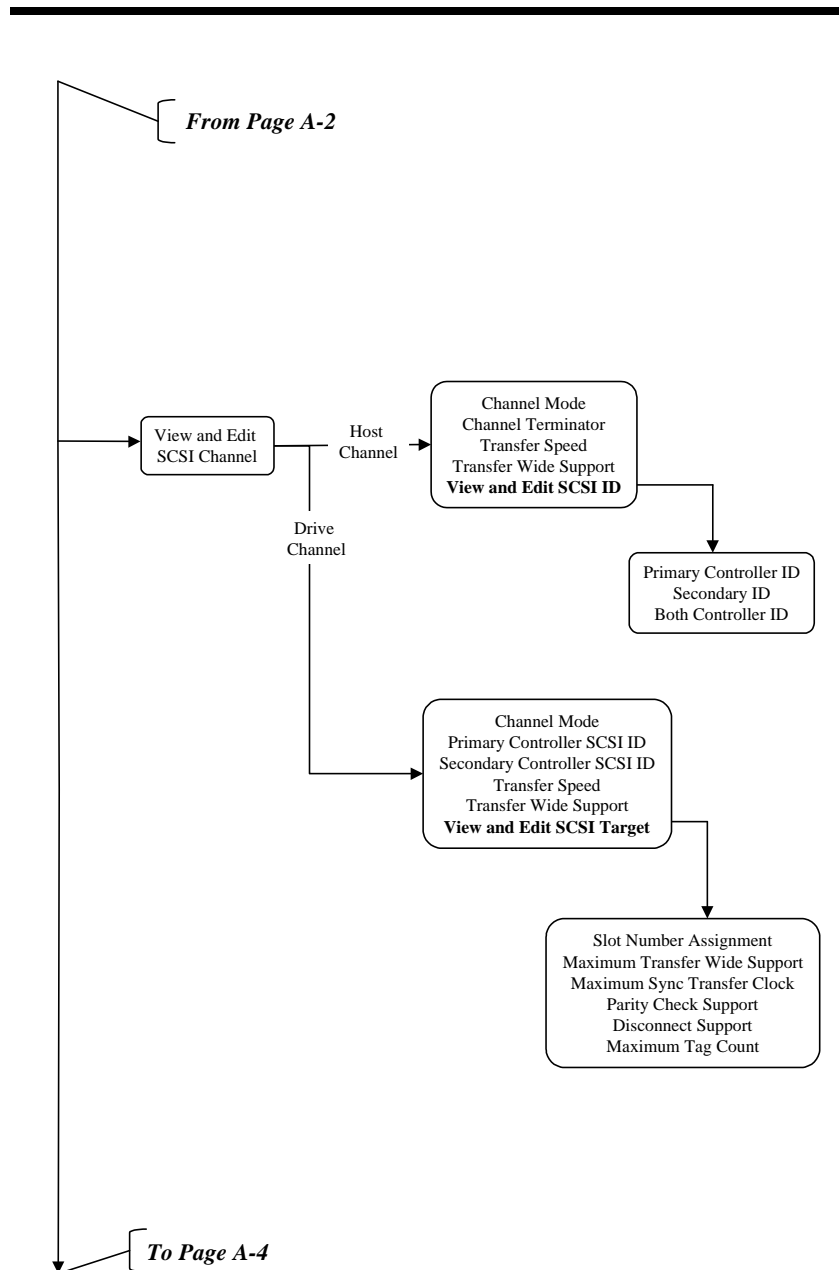 From Page A-2
View and Edit
SCSI Channel
Host
Channel
Channel Mode
Channel Terminator
Transfer Speed
Transfer Wide Support
View and Edit SCSI ID
Primary Controller ID
Secondary ID
Both Controller ID
Drive
Channel
Channel Mode
Primary Controller SCSI ID
Secondary Controller SCSI ID
Transfer Speed
Transfer Wide Support
View and Edit SCSI Target
Slot Number Assignment
Maximum Transfer Wide Support
Maximum Sync Transfer Clock
Parity Check Support
Disconnect Support
Maximum Tag Count
To Page A-4